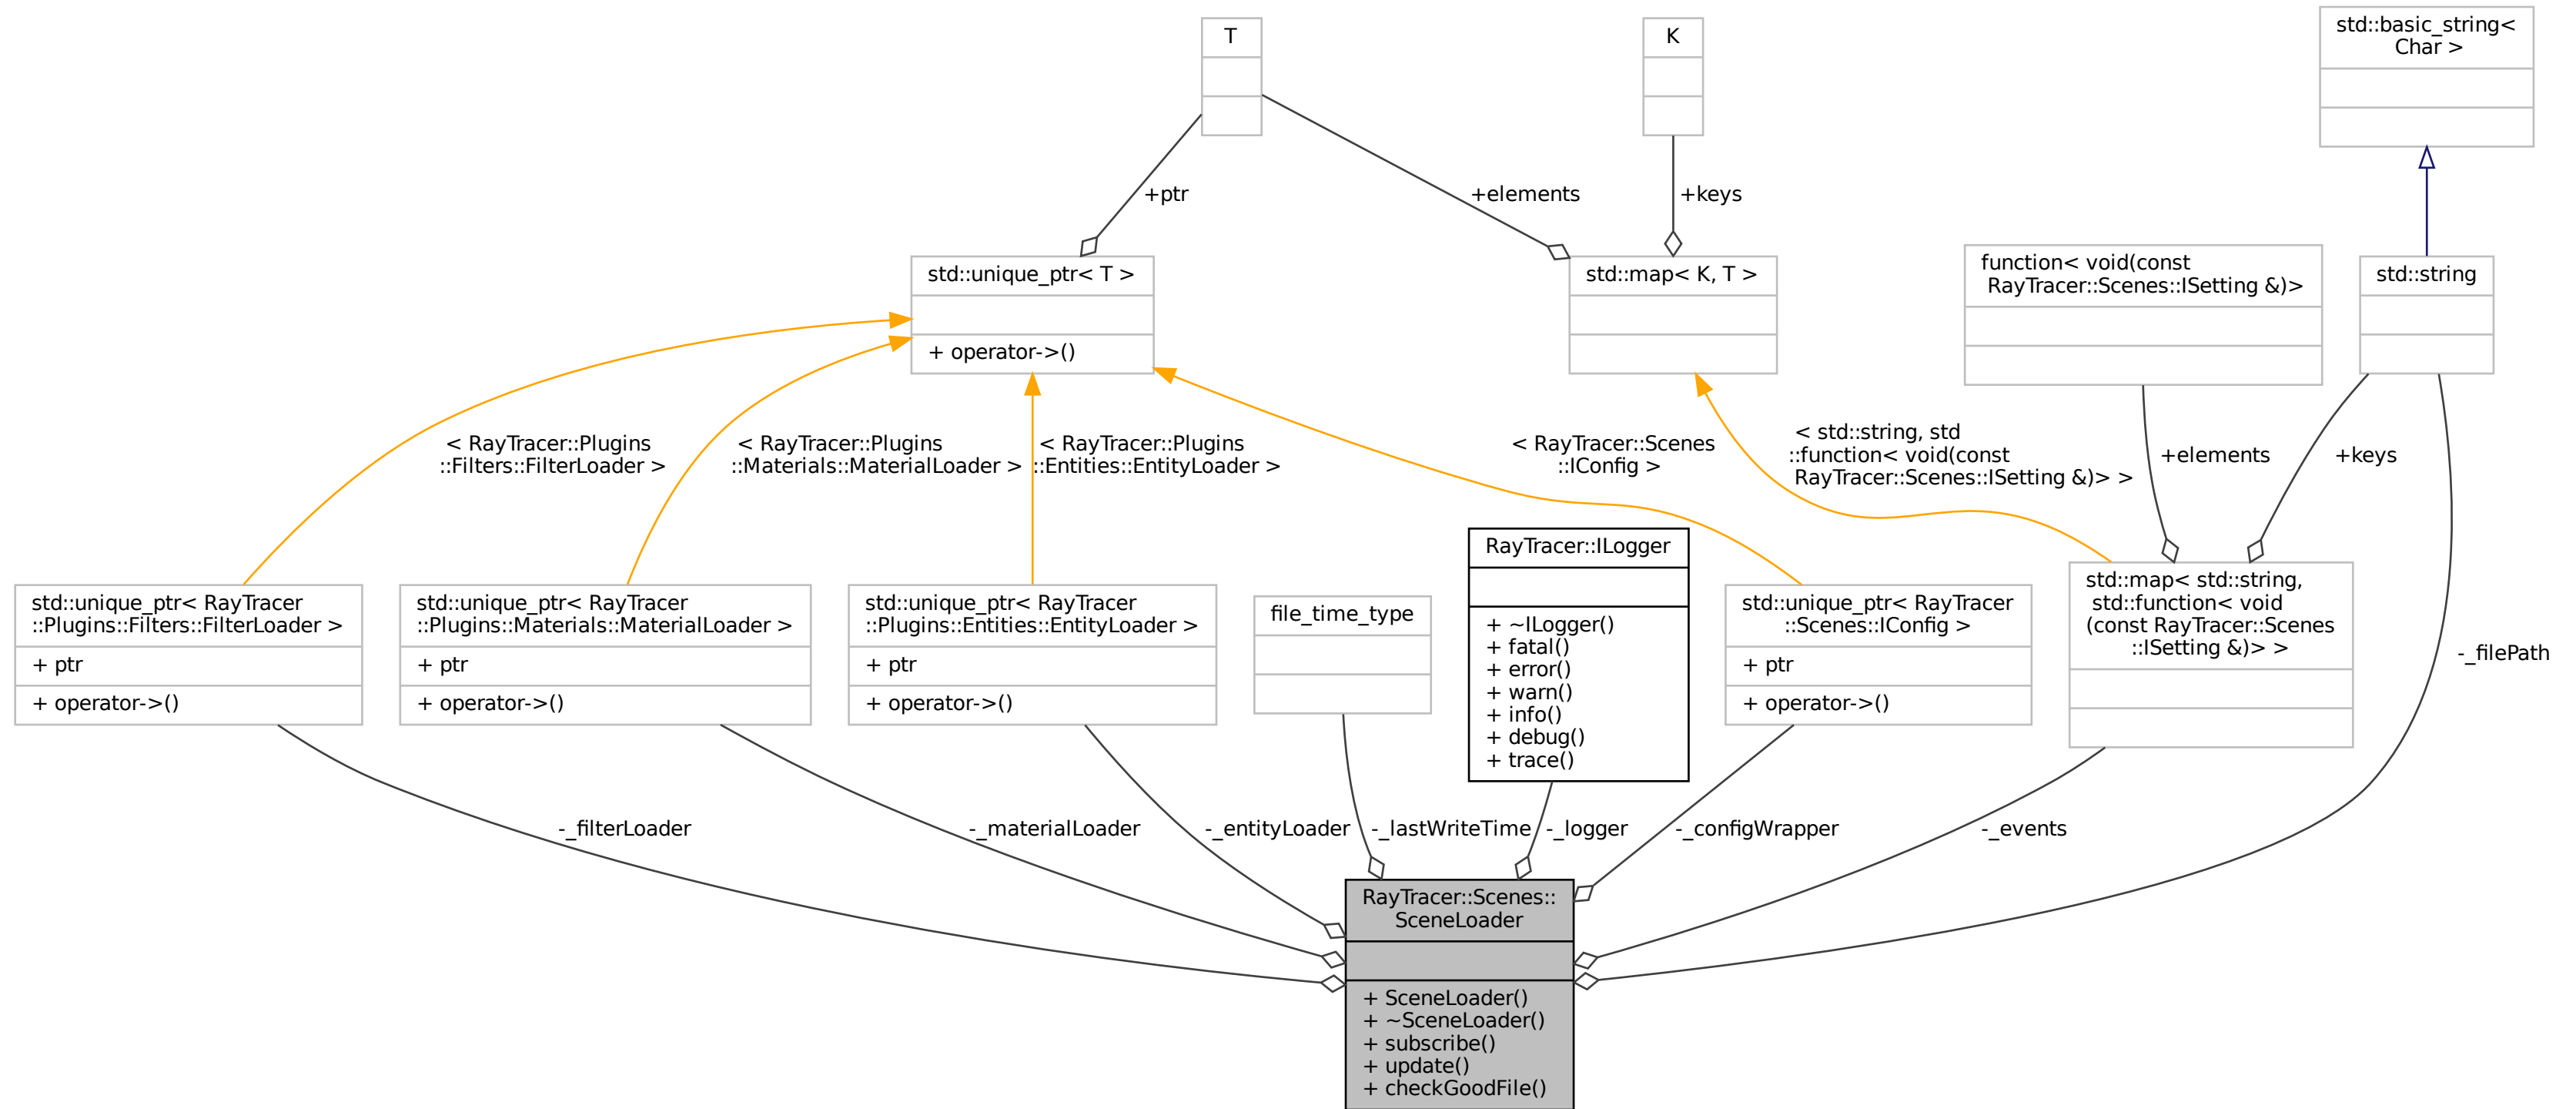 T
K
std::basic_string<
Char >
+ptr
+elements
+keys
std::unique_ptr< T >
+ operator->()
std::map< K, T >
function< void(const
RayTracer::Scenes::ISetting &)>
std::string
< RayTracer::Plugins
::Filters::FilterLoader >
< RayTracer::Plugins
::Materials::MaterialLoader >
< RayTracer::Plugins
::Entities::EntityLoader >
< RayTracer::Scenes
::IConfig >
< std::string, std
::function< void(const
RayTracer::Scenes::ISetting &)> >
+elements
+keys
std::unique_ptr< RayTracer
::Plugins::Filters::FilterLoader >
+ ptr
+ operator->()
std::unique_ptr< RayTracer
::Plugins::Materials::MaterialLoader >
+ ptr
+ operator->()
std::unique_ptr< RayTracer
::Plugins::Entities::EntityLoader >
+ ptr
+ operator->()
file_time_type
RayTracer::ILogger
+ ~ILogger()
+ fatal()
+ error()
+ warn()
+ info()
+ debug()
+ trace()
std::unique_ptr< RayTracer
::Scenes::IConfig >
+ ptr
+ operator->()
std::map< std::string,
std::function< void
(const RayTracer::Scenes
::ISetting &)> >
-_filePath
-_filterLoader
-_materialLoader
-_entityLoader
-_lastWriteTime
-_logger
-_configWrapper
-_events
RayTracer::Scenes::
SceneLoader
+ SceneLoader()
+ ~SceneLoader()
+ subscribe()
+ update()
+ checkGoodFile()